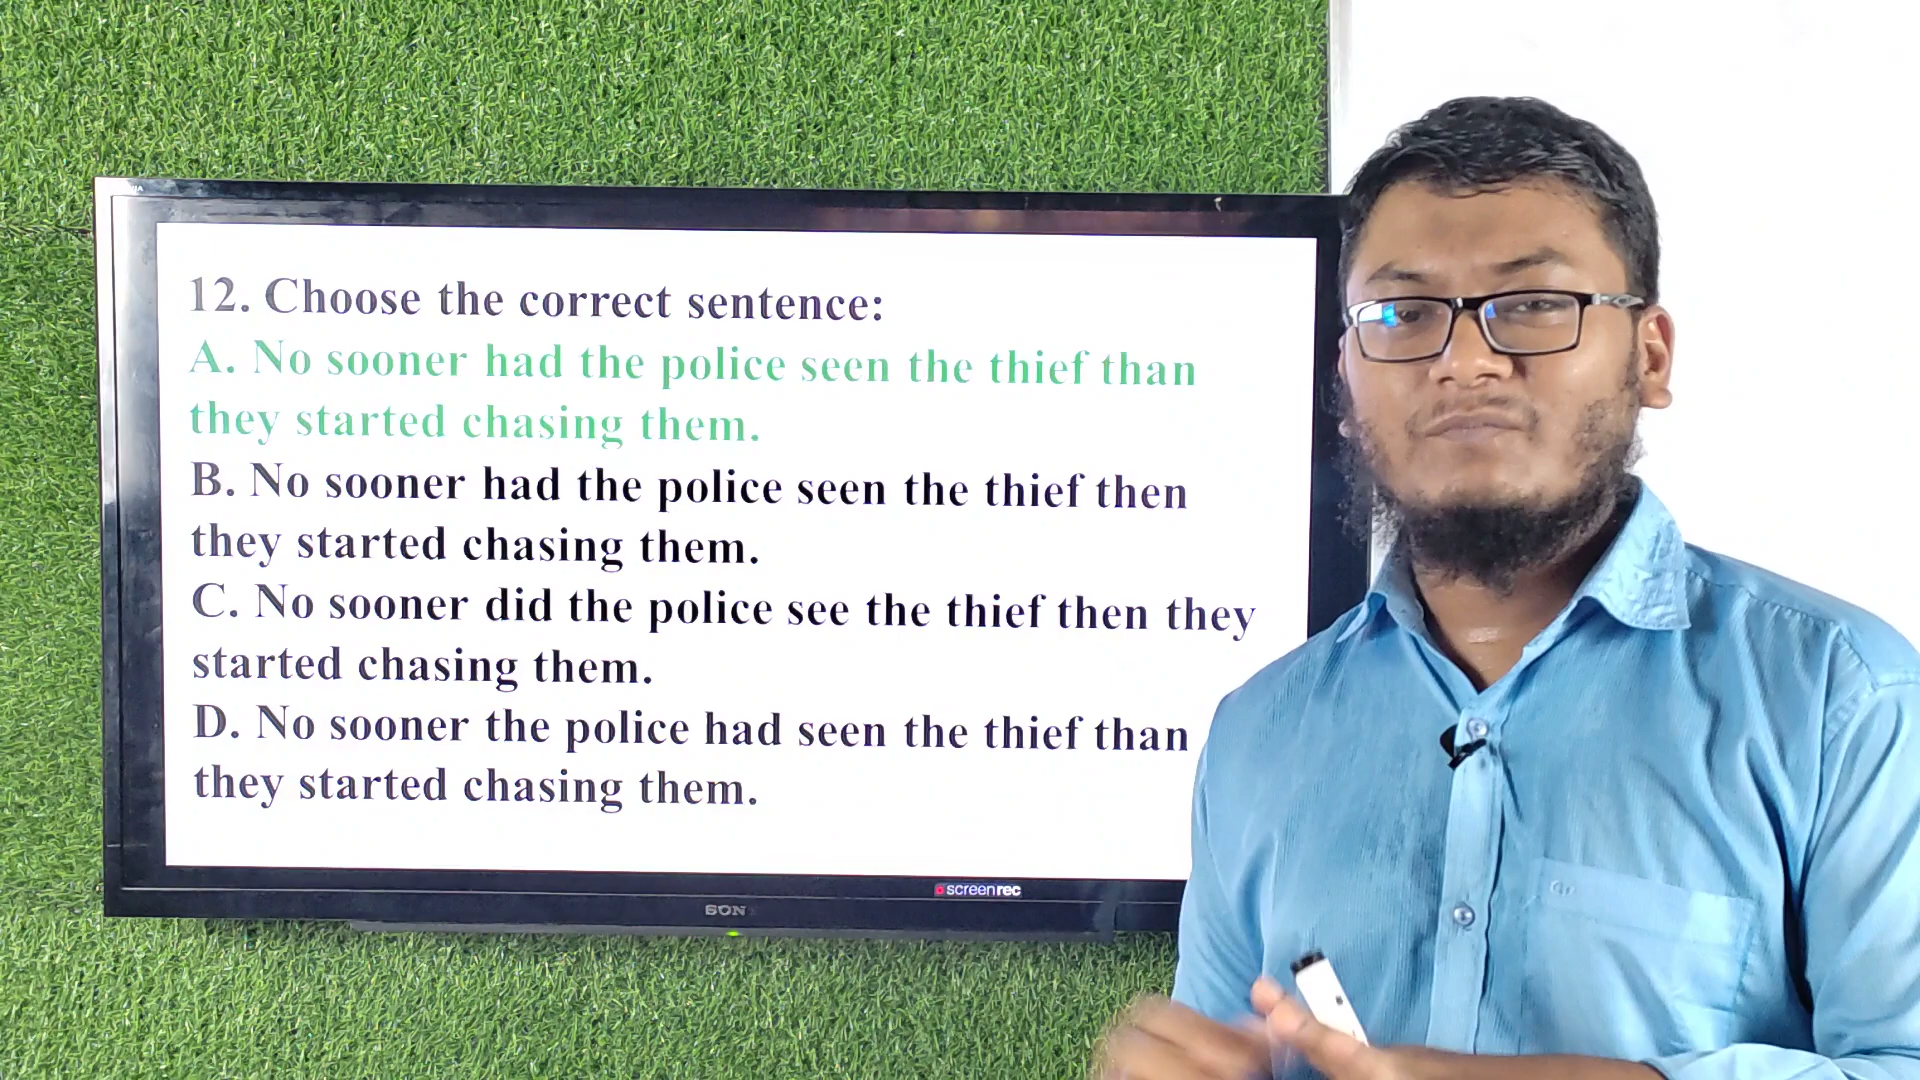 12. Choose the correct sentence:
A. No sooner had the police seen the thief than
they started chasing them.
B. No sooner had the police seen the thief then
they started chasing them.
C. No sooner did the police see the thief then they
started chasing them.
D. No sooner the police had seen the thief than
they started chasing them.
screenrec
SON